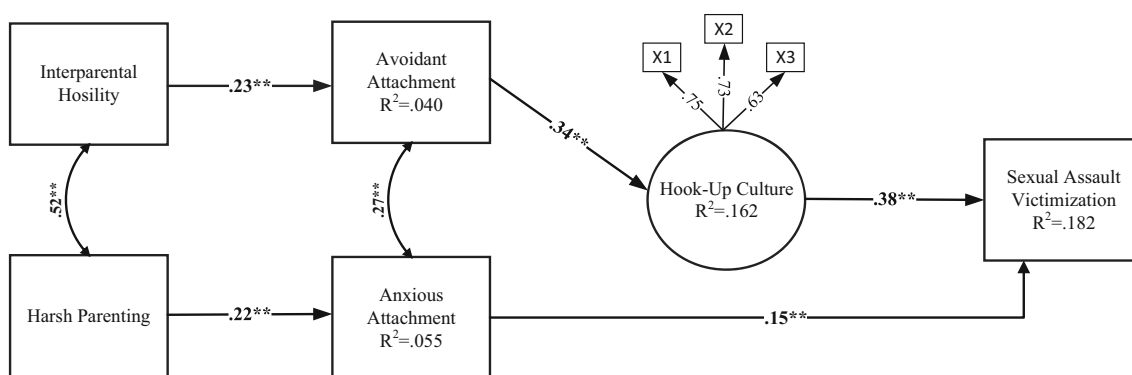 Interparental
Hosility
.23**
Avoidant
Attachment
R²=.040
X1
X2
X3
.75
.73
.63
.34**
Hook-Up Culture
R²=.162
.38**
Sexual Assault
Victimization
R²=.182
.52**
.27**
Harsh Parenting
.22**
Anxious
Attachment
R²=.055
.15**